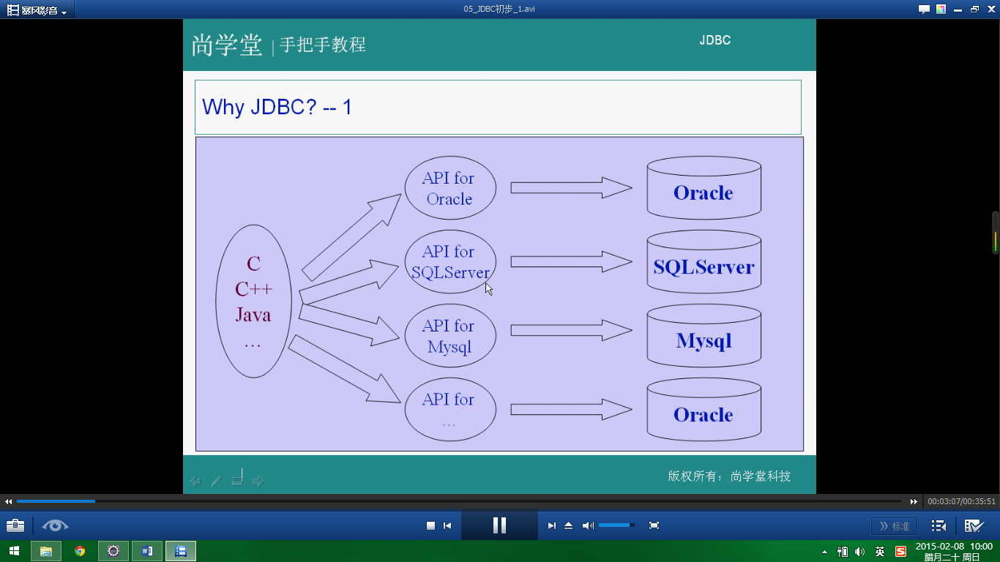 暴风影音
05_JDBC初步_1.avi
尚学堂 | 手把手教程
JDBC
Why JDBC? -- 1
C
C++
Java
…
API for
Oracle
API for
SQLServer
API for
Mysql
API for
…
Oracle
SQLServer
Mysql
Oracle
版权所有：尚学堂科技
00:03:07/00:35:51
标准
英
2015-02-08 10:00
腊月二十 周日